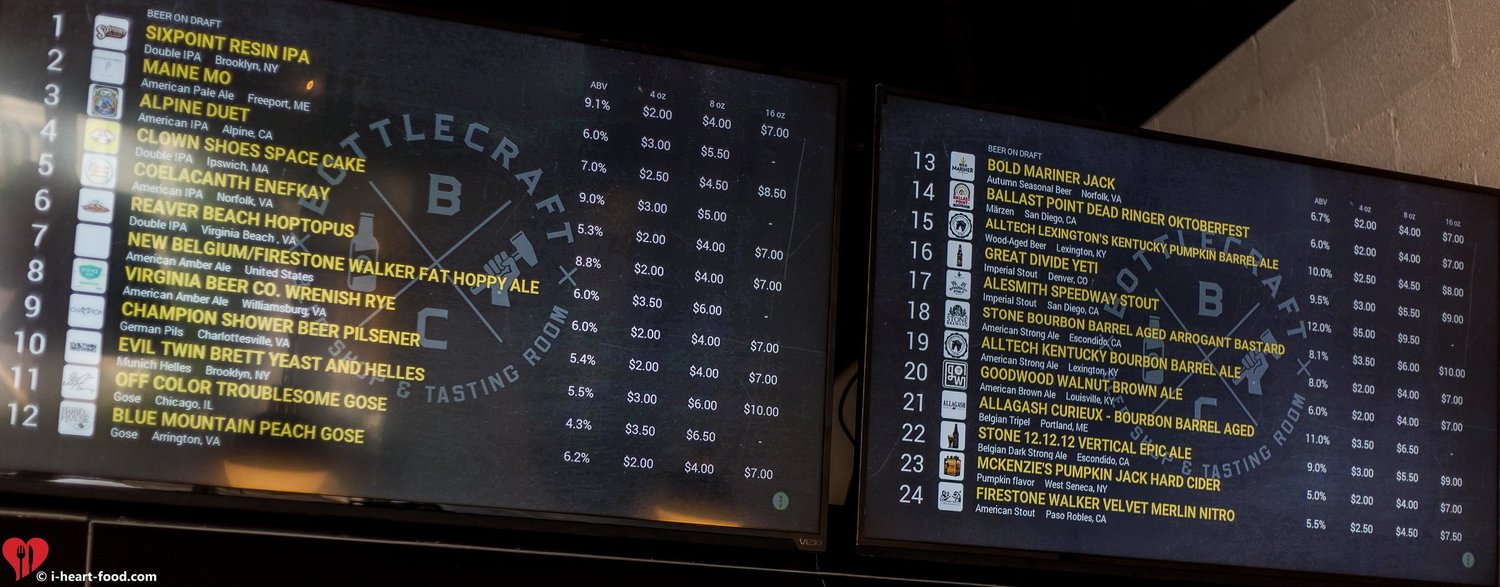 BEER ON DRAFT
ABV 4 oz 8 oz 16 oz
1 SIXPOINT RESIN IPA 9.1% $2.00 $4.00 $7.00
Double IPA Brooklyn, NY
2 MAINE MO 6.0% $3.00 $5.50 -
American Pale Ale Freeport, ME
3 ALPINE DUET 7.0% $2.50 $4.50 $8.50
American IPA Alpine, CA
4 CLOWN SHOES SPACE CAKE 9.0% $3.00 $5.00 -
Double IPA Ipswich, MA
5 COELACANTH ENEFKAY 5.3% $2.00 $4.00 $7.00
American IPA Norfolk, VA
6 REAVER BEACH HOPTOPUS 8.8% $2.00 $4.00 $7.00
Double IPA Virginia Beach , VA
7 NEW BELGIUM/FIRESTONE WALKER FAT HOPPY ALE 6.0% $3.50 $6.00 -
American Amber Ale United States
8 VIRGINIA BEER CO. WRENISH RYE 6.0% $2.00 $4.00 $7.00
American Amber Ale Williamsburg, VA
9 CHAMPION SHOWER BEER PILSENER 5.4% $2.00 $4.00 $7.00
German Pils Charlottesville, VA
10 EVIL TWIN BRETT YEAST AND HELLES 5.5% $3.00 $6.00 $10.00
Munich Helles Brooklyn, NY
11 OFF COLOR TROUBLESOME GOSE 4.3% $3.50 $6.50 -
Gose Chicago, IL
12 BLUE MOUNTAIN PEACH GOSE 6.2% $2.00 $4.00 $7.00
Gose Arrington, VA
BOTTLECRAFT
B
C
SHOP & TASTING ROOM
VIZIO
BEER ON DRAFT
ABV 4 oz 8 oz 16 oz
13 BOLD MARINER JACK 6.7% $2.00 $4.00 $7.00
Autumn Seasonal Beer Norfolk, VA
14 BALLAST POINT DEAD RINGER OKTOBERFEST 6.0% $2.00 $4.00 $7.00
Märzen San Diego, CA
15 ALLTECH LEXINGTON'S KENTUCKY PUMPKIN BARREL ALE 10.0% $2.50 $4.50 $8.00
Wood-Aged Beer Lexington, KY
16 GREAT DIVIDE YETI 9.5% $3.00 $5.00 $9.00
Imperial Stout Denver, CO
17 ALESMITH SPEEDWAY STOUT 12.0% $5.00 $9.50 -
Imperial Stout San Diego, CA
18 STONE BOURBON BARREL AGED ARROGANT BASTARD 8.1% $3.50 $6.00 $10.00
American Strong Ale Escondido, CA
19 ALLTECH KENTUCKY BOURBON BARREL ALE 8.0% $2.00 $4.00 $7.00
American Strong Ale Lexington, KY
20 GOODWOOD WALNUT BROWN ALE 6.0% $2.00 $4.00 $7.00
American Brown Ale Louisville, KY
21 ALLAGASH CURIEUX - BOURBON BARREL AGED 11.0% $3.50 $6.50 -
Belgian Tripel Portland, ME
22 STONE 12.12.12 VERTICAL EPIC ALE 9.0% $3.00 $5.50 $9.00
Belgian Dark Strong Ale Escondido, CA
23 MCKENZIE'S PUMPKIN JACK HARD CIDER 5.0% $2.00 $4.00 $7.00
Pumpkin flavor West Seneca, NY
24 FIRESTONE WALKER VELVET MERLIN NITRO 5.5% $2.50 $4.50 $7.50
American Stout Paso Robles, CA
B
C
& TASTING ROOM
© i-heart-food.com